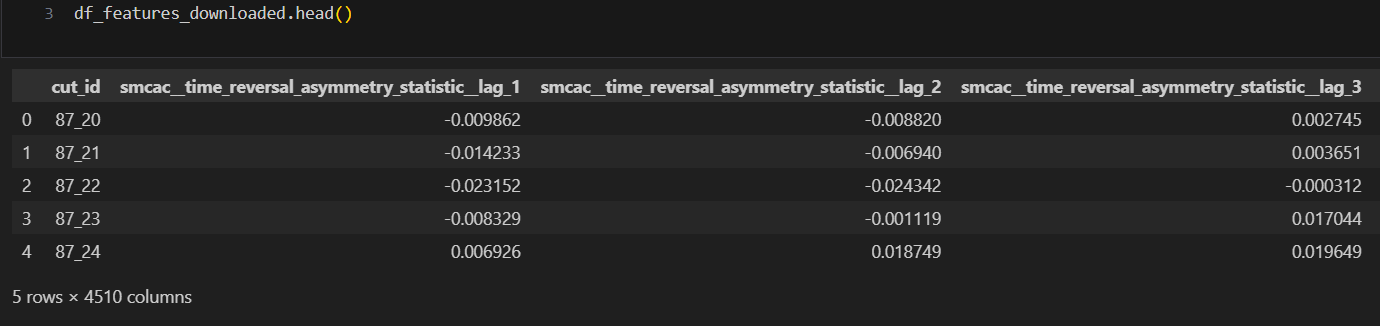 3 df_features_downloaded.head()
cut_id smcac__time_reversal_asymmetry_statistic__lag_1 smcac__time_reversal_asymmetry_statistic__lag_2 smcac__time_reversal_asymmetry_statistic__lag_3
0 87_20 -0.009862 -0.008820 0.002745
1 87_21 -0.014233 -0.006940 0.003651
2 87_22 -0.023152 -0.024342 -0.000312
3 87_23 -0.008329 -0.001119 0.017044
4 87_24 0.006926 0.018749 0.019649
5 rows × 4510 columns